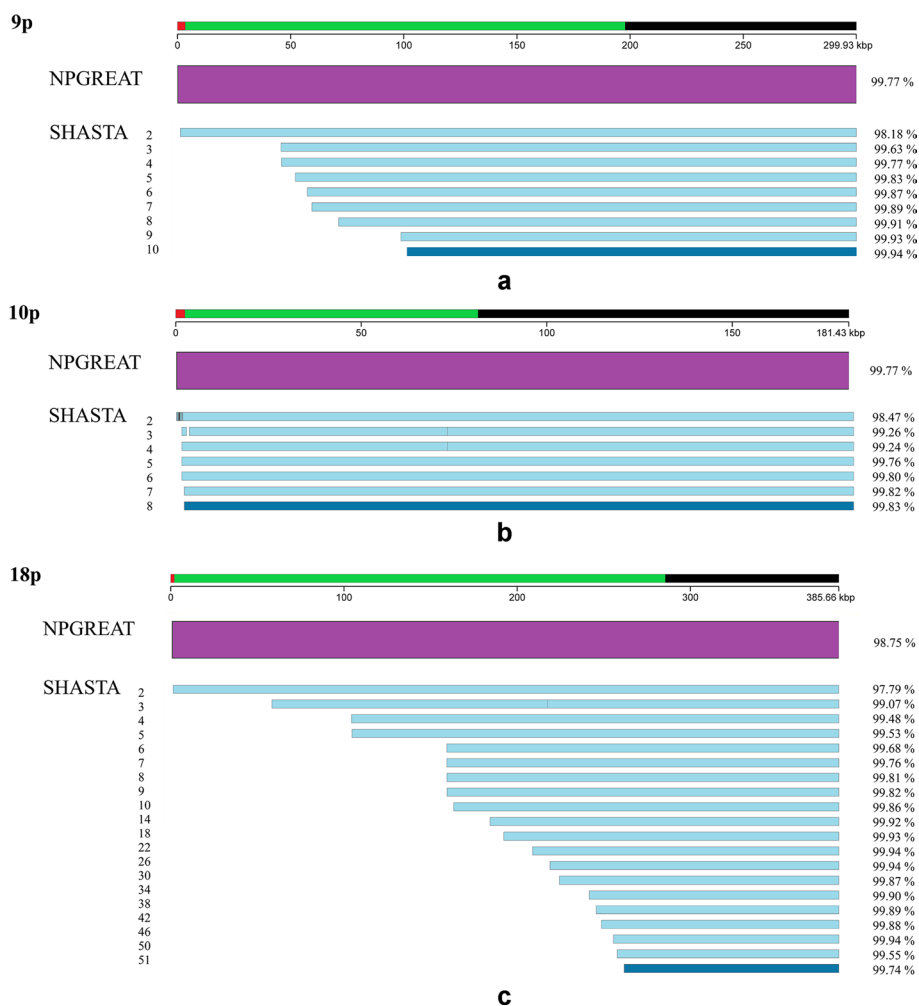 9p
0 50 100 150 200 250 299.93 kbp
NPGREAT 99.77 %
SHASTA 2 98.18 %
3 99.63 %
4 99.77 %
5 99.83 %
6 99.87 %
7 99.89 %
8 99.91 %
9 99.93 %
10 99.94 %
a
10p
0 50 100 150 181.43 kbp
NPGREAT 99.77 %
SHASTA 2 98.47 %
3 99.26 %
4 99.24 %
5 99.76 %
6 99.80 %
7 99.82 %
8 99.83 %
b
18p
0 100 200 300 385.66 kbp
NPGREAT 98.75 %
SHASTA 2 97.79 %
3 99.07 %
4 99.48 %
5 99.53 %
6 99.68 %
7 99.76 %
8 99.81 %
9 99.82 %
10 99.86 %
14 99.92 %
18 99.93 %
22 99.94 %
26 99.94 %
30 99.87 %
34 99.90 %
38 99.89 %
42 99.88 %
46 99.94 %
50 99.55 %
51 99.74 %
c